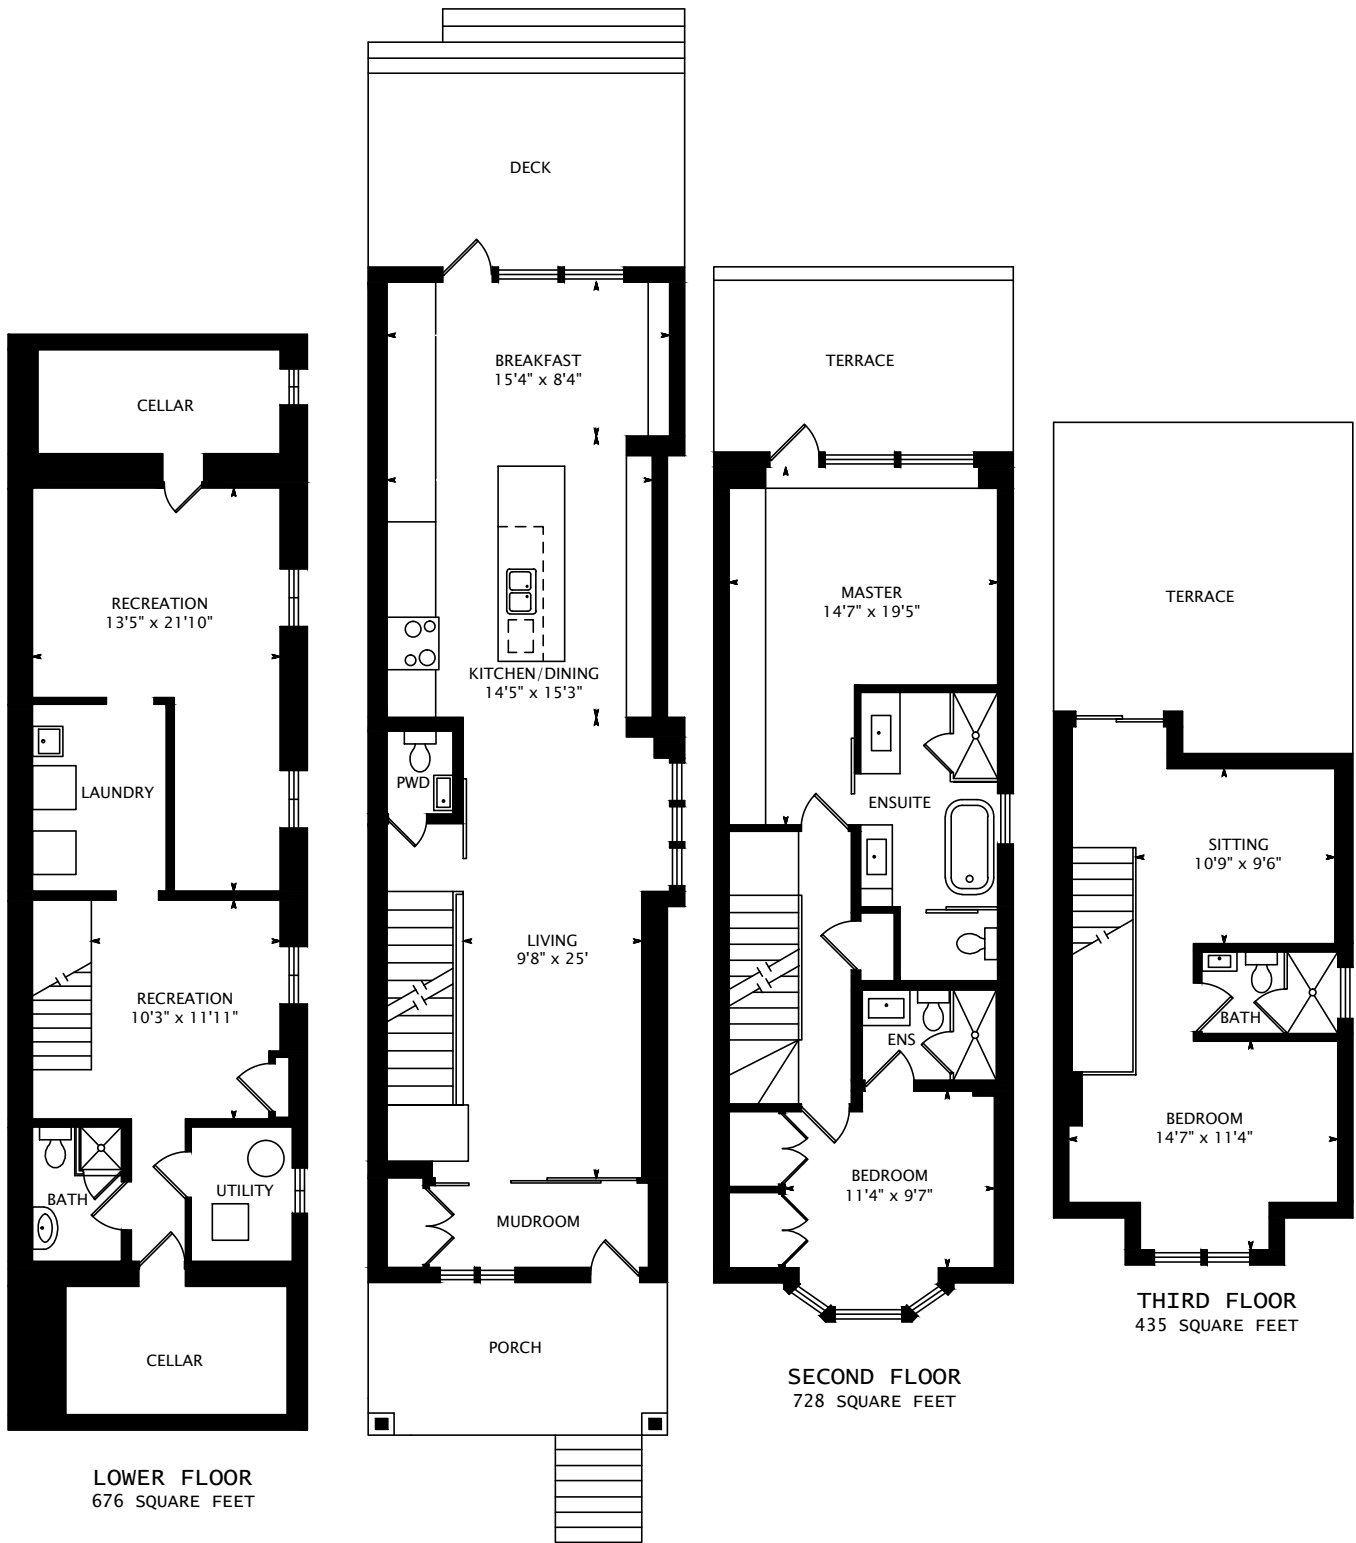 CELLAR
RECREATION
13'5" x 21'10"
LAUNDRY
RECREATION
10'3" x 11'11"
BATH
UTILITY
CELLAR
LOWER FLOOR
676 SQUARE FEET
DECK
BREAKFAST
15'4" x 8'4"
KITCHEN/DINING
14'5" x 15'3"
PWD
LIVING
9'8" x 25'
MUDROOM
PORCH
TERRACE
MASTER
14'7" x 19'5"
ENSUITE
ENS
BEDROOM
11'4" x 9'7"
SECOND FLOOR
728 SQUARE FEET
TERRACE
SITTING
10'9" x 9'6"
BATH
BEDROOM
14'7" x 11'4"
THIRD FLOOR
435 SQUARE FEET